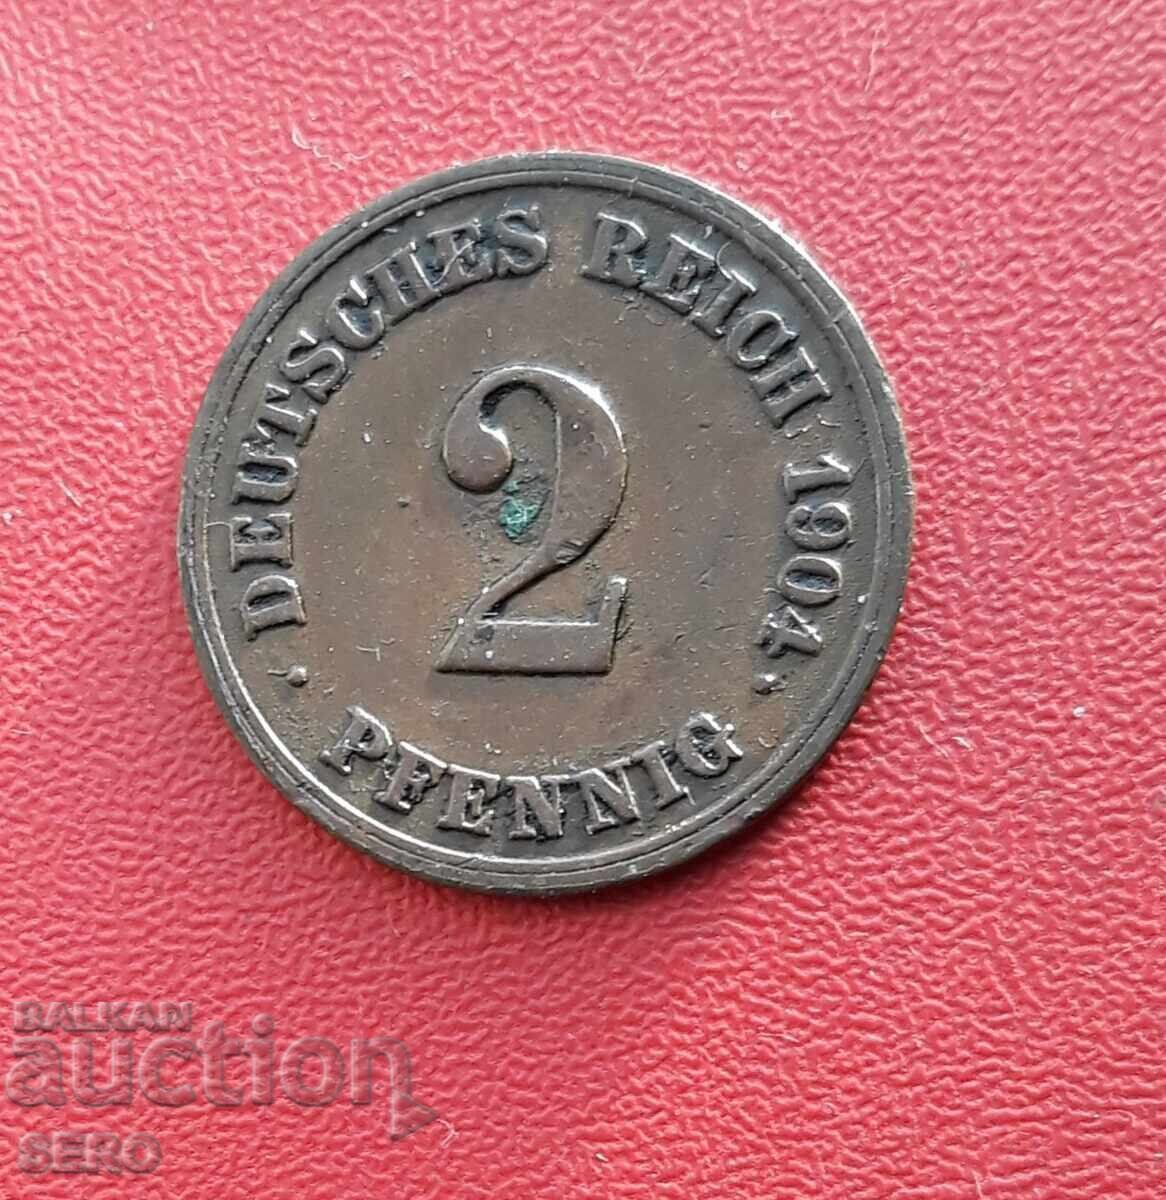 · DEUTSCHES REICH 1904 ·
2
PFENNIG
BALKAN
auction
SERO